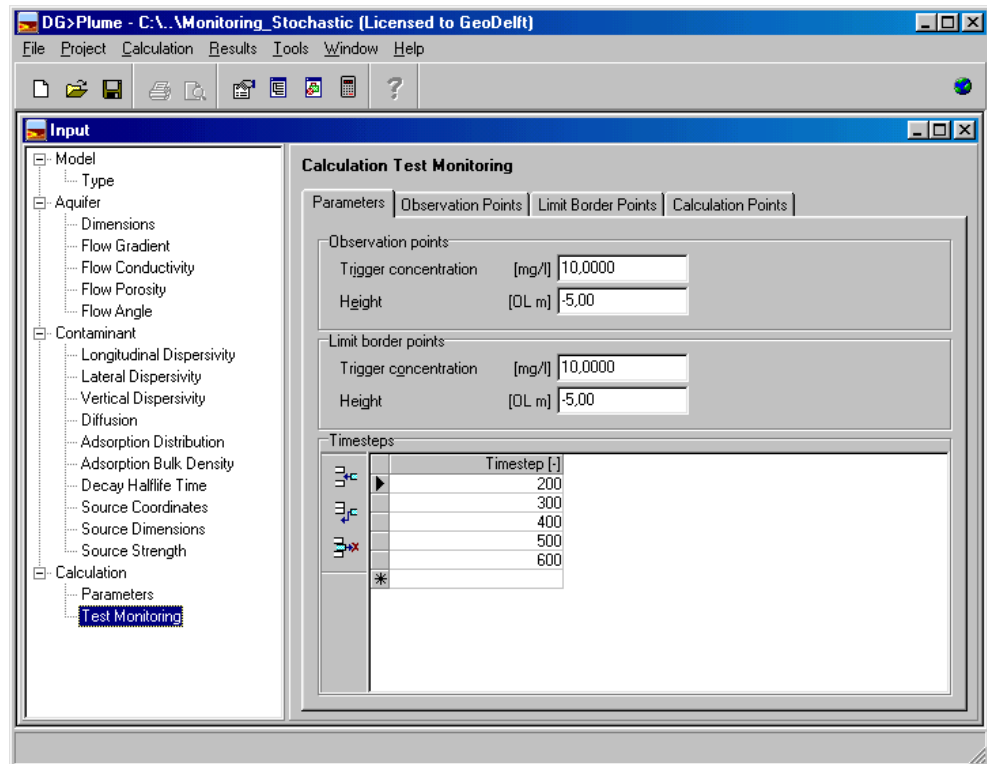 DG>Plume - C:\..\Monitoring_Stochastic (Licensed to GeoDelft)
File Project Calculation Results Tools Window Help
Input
Model
Type
Aquifer
Dimensions
Flow Gradient
Flow Conductivity
Flow Porosity
Flow Angle
Contaminant
Longitudinal Dispersivity
Lateral Dispersivity
Vertical Dispersivity
Diffusion
Adsorption Distribution
Adsorption Bulk Density
Decay Halflife Time
Source Coordinates
Source Dimensions
Source Strength
Calculation
Parameters
Test Monitoring
Calculation Test Monitoring
Parameters Observation Points Limit Border Points Calculation Points
Observation points
Trigger concentration [mg/l] 10,0000
Height [OL m] -5,00
Limit border points
Trigger concentration [mg/l] 10,0000
Height [OL m] -5,00
Timesteps
Timestep [-]
200
300
400
500
600